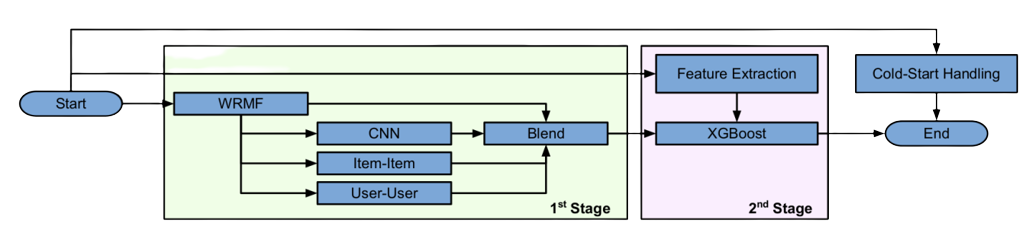 Start
WRMF
CNN
Item-Item
User-User
Blend
1st Stage
Feature Extraction
XGBoost
2nd Stage
Cold-Start Handling
End